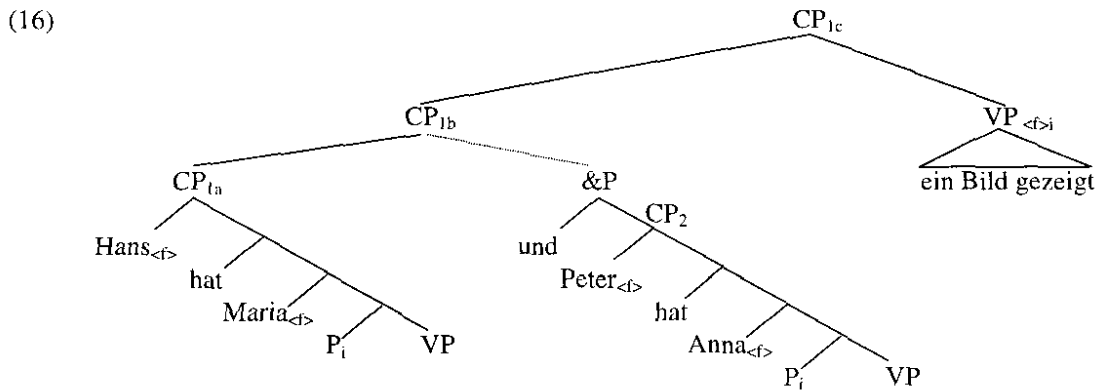 (16)
CP1c
CP1b VP<f>i
CP1a &P ein Bild gezeigt
Hans<f> und CP2
hat Peter<f>
Maria<f> hat
Pi VP Anna<f>
Pi VP